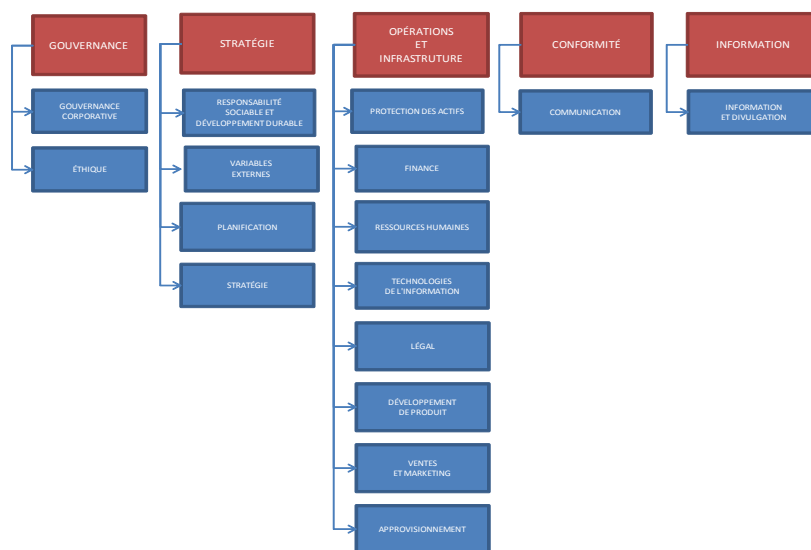 GOUVERNANCE
GOUVERNANCE
CORPORATIVE
ÉTHIQUE
STRATÉGIE
RESPONSABILITÉ
SOCIABLE ET
DÉVELOPPEMENT DURABLE
VARIABLES
EXTERNES
PLANIFICATION
STRATÉGIE
OPÉRATIONS
ET
INFRASTRUTURE
PROTECTION DES ACTIFS
FINANCE
RESSOURCES HUMAINES
TECHNOLOGIES
DE L'INFORMATION
LÉGAL
DÉVELOPPEMENT
DE PRODUIT
VENTES
ET MARKETING
APPROVISIONNEMENT
CONFORMITÉ
COMMUNICATION
INFORMATION
INFORMATION
ET DIVULGATION